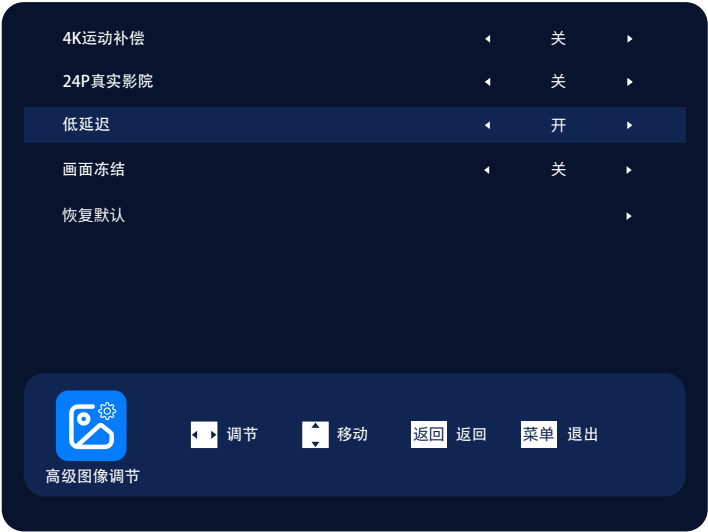 4K运动补偿 关
24P真实影院 关
低延迟 开
画面冻结 关
恢复默认
调节 移动 返回 返回 菜单 退出
高级图像调节